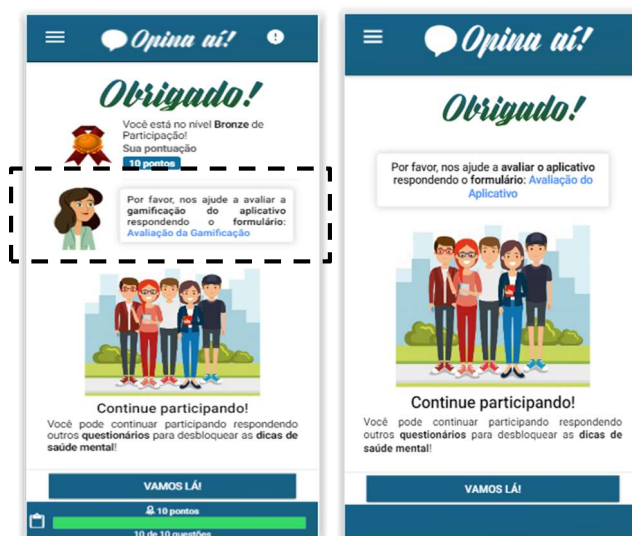 Opina aí!
Obrigado!
Você está no nível Bronze de
Participação!
Sua pontuação
10 pontos
Por favor, nos ajude a avaliar a
gamificação do aplicativo
respondendo o formulário:
Avaliação da Gamificação
Continue participando!
Você pode continuar participando respondendo
outros questionários para desbloquear as dicas de
saúde mental!
VAMOS LÁ!
10 pontos
10 de 10 questões
Opina aí!
Obrigado!
Por favor, nos ajude a avaliar o aplicativo
respondendo o formulário: Avaliação do
Aplicativo
Continue participando!
Você pode continuar participando respondendo
outros questionários para desbloquear as dicas de
saúde mental!
VAMOS LÁ!